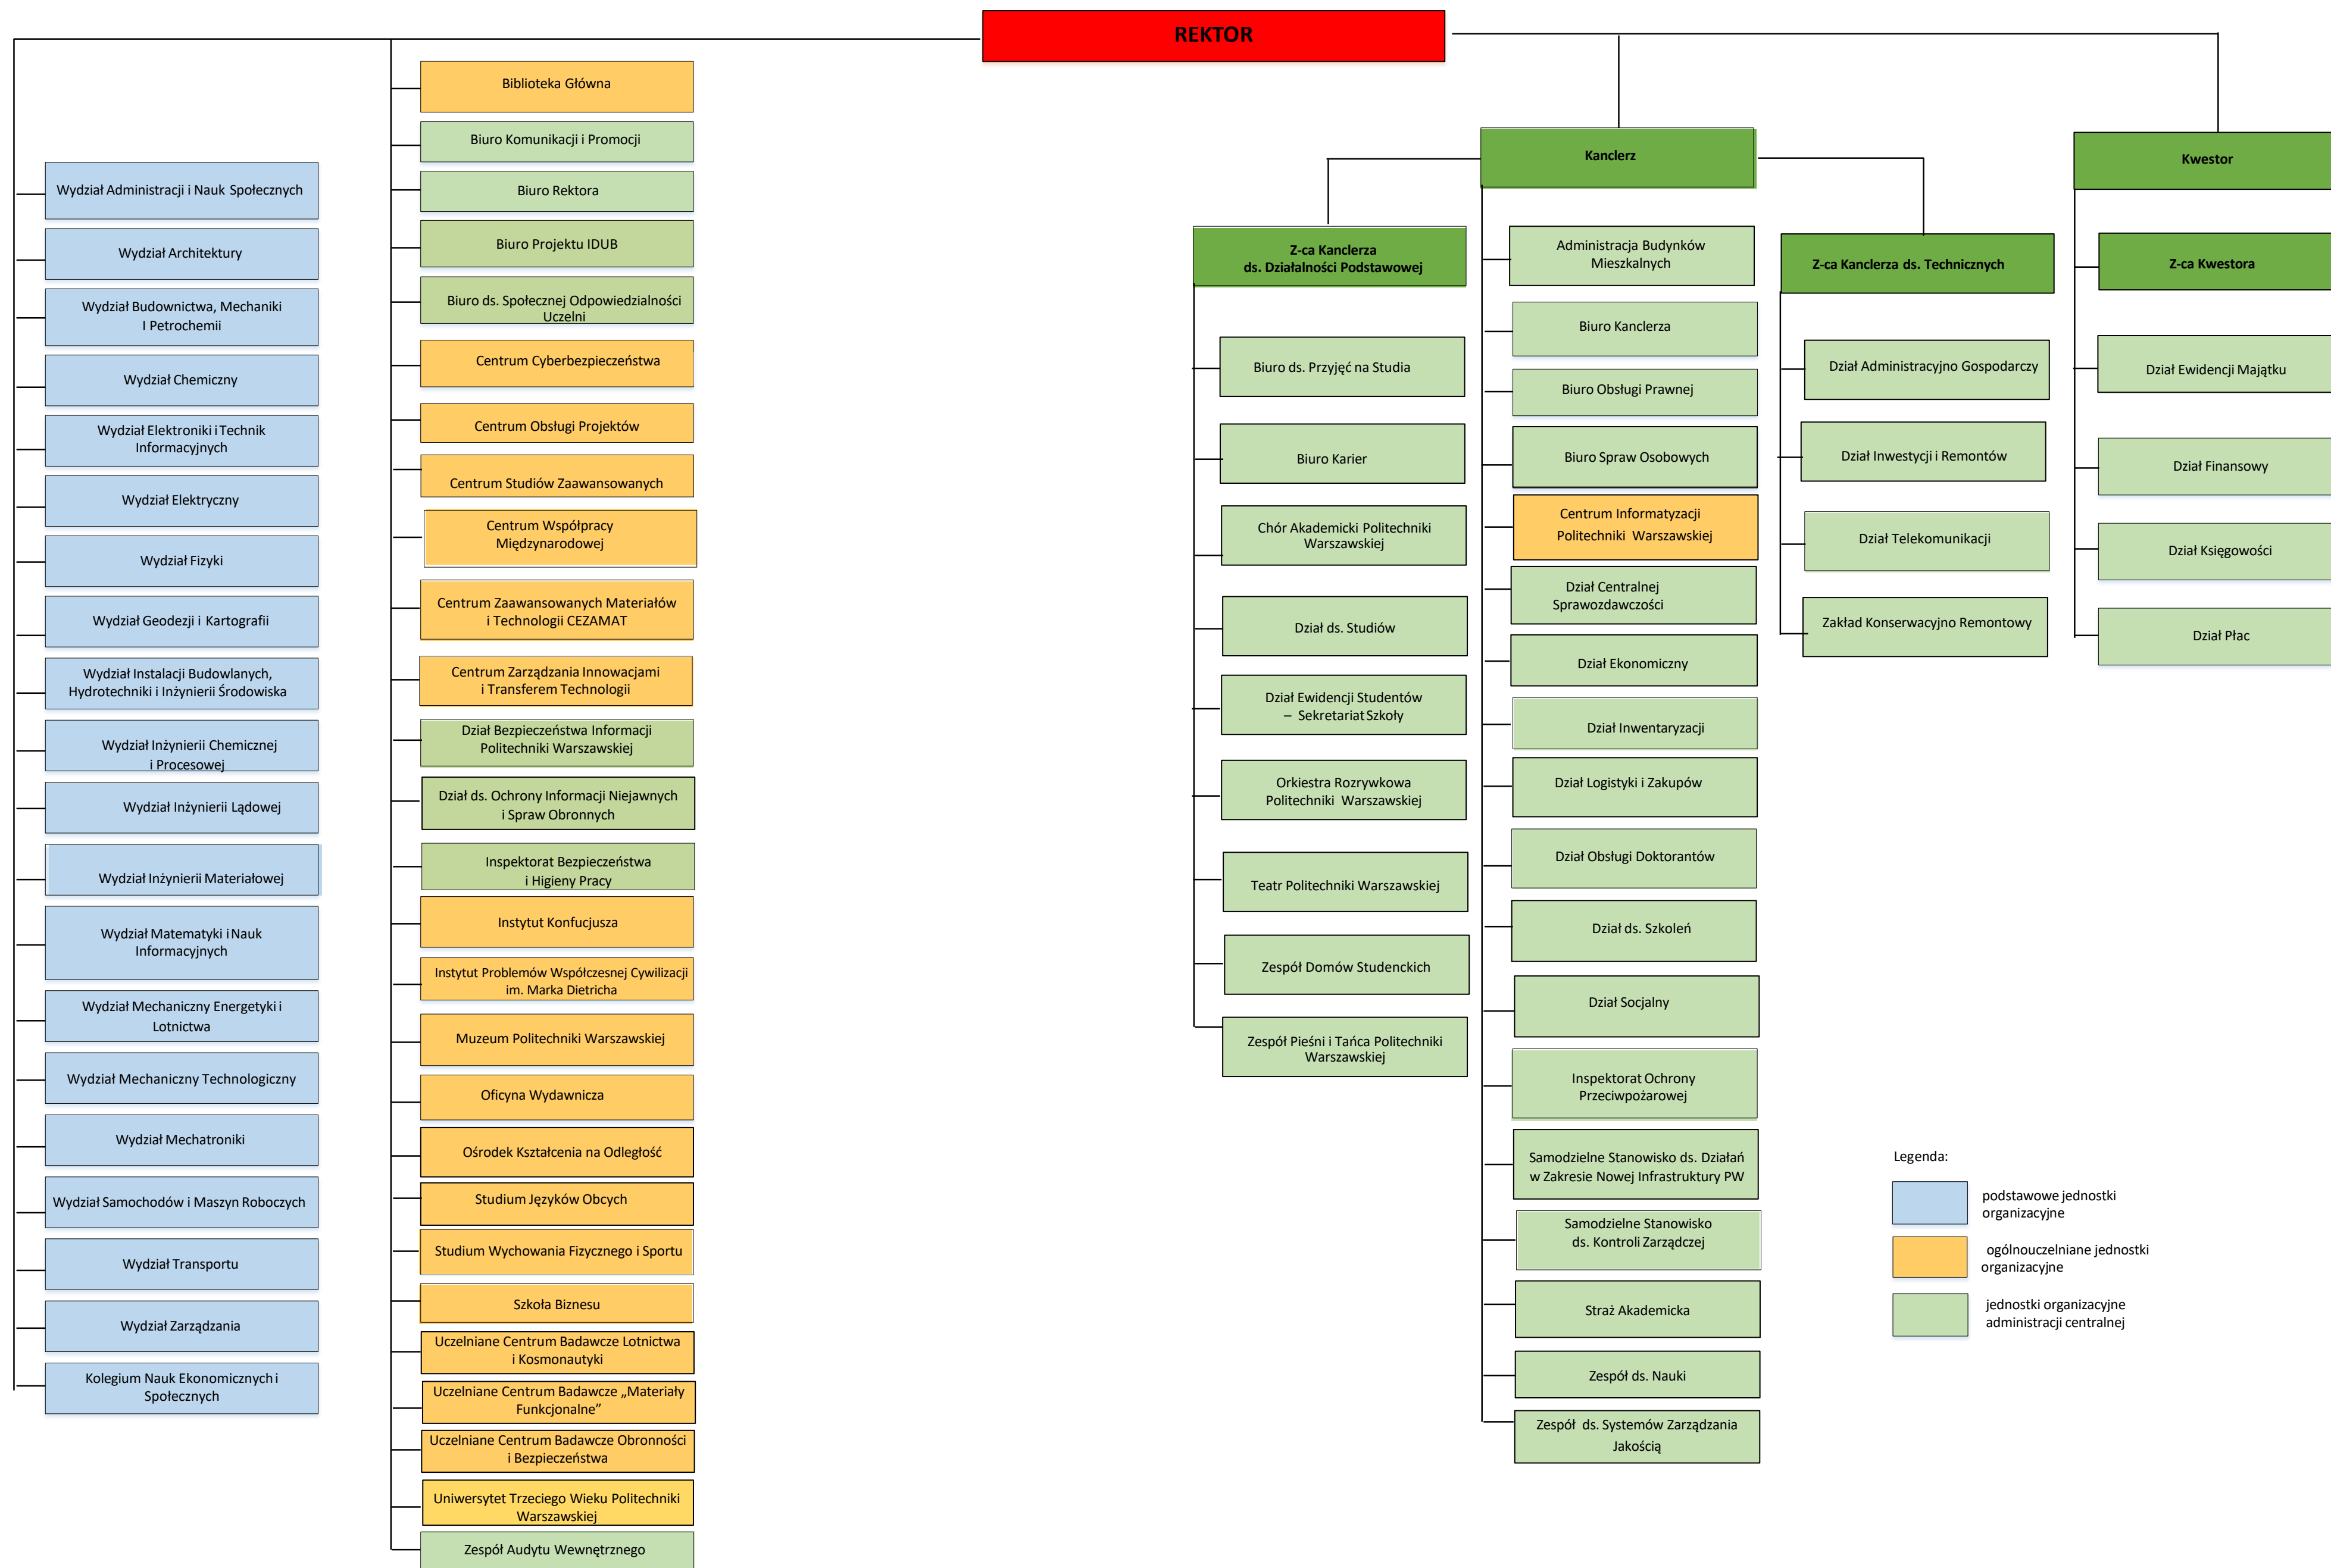 REKTOR
Wydział Administracji i Nauk Społecznych
Wydział Architektury
Wydział Budownictwa, Mechaniki
I Petrochemii
Wydział Chemiczny
Wydział Elektroniki i Technik
Informacyjnych
Wydział Elektryczny
Wydział Fizyki
Wydział Geodezji i Kartografii
Wydział Instalacji Budowlanych,
Hydrotechniki i Inżynierii Środowiska
Wydział Inżynierii Chemicznej
i Procesowej
Wydział Inżynierii Lądowej
Wydział Inżynierii Materiałowej
Wydział Matematyki i Nauk
Informacyjnych
Wydział Mechaniczny Energetyki i
Lotnictwa
Wydział Mechaniczny Technologiczny
Wydział Mechatroniki
Wydział Samochodów i Maszyn Roboczych
Wydział Transportu
Wydział Zarządzania
Kolegium Nauk Ekonomicznych i
Społecznych
Biblioteka Główna
Biuro Komunikacji i Promocji
Biuro Rektora
Biuro Projektu IDUB
Biuro ds. Społecznej Odpowiedzialności
Uczelni
Centrum Cyberbezpieczeństwa
Centrum Obsługi Projektów
Centrum Studiów Zaawansowanych
Centrum Współpracy
Międzynarodowej
Centrum Zaawansowanych Materiałów
i Technologii CEZAMAT
Centrum Zarządzania Innowacjami
i Transferem Technologii
Dział Bezpieczeństwa Informacji
Politechniki Warszawskiej
Dział ds. Ochrony Informacji Niejawnych
i Spraw Obronnych
Inspektorat Bezpieczeństwa
i Higieny Pracy
Instytut Konfucjusza
Instytut Problemów Współczesnej Cywilizacji
im. Marka Dietricha
Muzeum Politechniki Warszawskiej
Oficyna Wydawnicza
Ośrodek Kształcenia na Odległość
Studium Języków Obcych
Studium Wychowania Fizycznego i Sportu
Szkoła Biznesu
Uczelniane Centrum Badawcze Lotnictwa
i Kosmonautyki
Uczelniane Centrum Badawcze „Materiały
Funkcjonalne”
Uczelniane Centrum Badawcze Obronności
i Bezpieczeństwa
Uniwersytet Trzeciego Wieku Politechniki
Warszawskiej
Zespół Audytu Wewnętrznego
Kanclerz
Z-ca Kanclerza
ds. Działalności Podstawowej
Biuro ds. Przyjęć na Studia
Biuro Karier
Chór Akademicki Politechniki
Warszawskiej
Dział ds. Studiów
Dział Ewidencji Studentów
– Sekretariat Szkoły
Orkiestra Rozrywkowa
Politechniki Warszawskiej
Teatr Politechniki Warszawskiej
Zespół Domów Studenckich
Zespół Pieśni i Tańca Politechniki
Warszawskiej
Administracja Budynków
Mieszkalnych
Biuro Kanclerza
Biuro Obsługi Prawnej
Biuro Spraw Osobowych
Centrum Informatyzacji
Politechniki Warszawskiej
Dział Centralnej
Sprawozdawczości
Dział Ekonomiczny
Dział Inwentaryzacji
Dział Logistyki i Zakupów
Dział Obsługi Doktorantów
Dział ds. Szkoleń
Dział Socjalny
Inspektorat Ochrony
Przeciwpożarowej
Samodzielne Stanowisko ds. Działań
w Zakresie Nowej Infrastruktury PW
Samodzielne Stanowisko
ds. Kontroli Zarządczej
Straż Akademicka
Zespół ds. Nauki
Zespół ds. Systemów Zarządzania
Jakością
Z-ca Kanclerza ds. Technicznych
Dział Administracyjno Gospodarczy
Dział Inwestycji i Remontów
Dział Telekomunikacji
Zakład Konserwacyjno Remontowy
Kwestor
Z-ca Kwestora
Dział Ewidencji Majątku
Dział Finansowy
Dział Księgowości
Dział Płac
Legenda:
podstawowe jednostki
organizacyjne
ogólnouczelniane jednostki
organizacyjne
jednostki organizacyjne
administracji centralnej